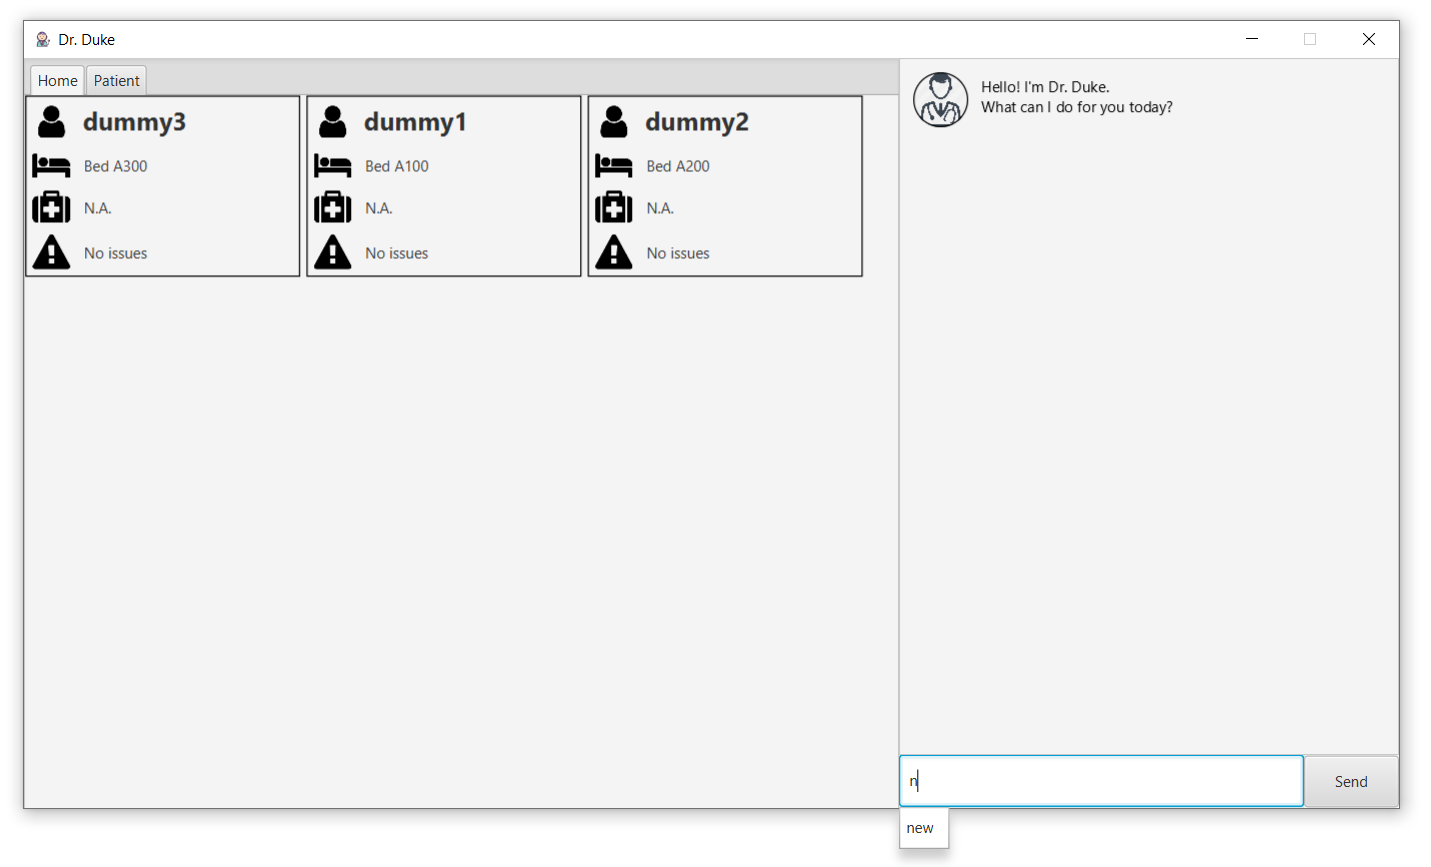 Dr. Duke
Home
Patient
dummy3
Bed A300
N.A.
No issues
dummy1
Bed A100
N.A.
No issues
dummy2
Bed A200
N.A.
No issues
Hello! I'm Dr. Duke.
What can I do for you today?
n
Send
new